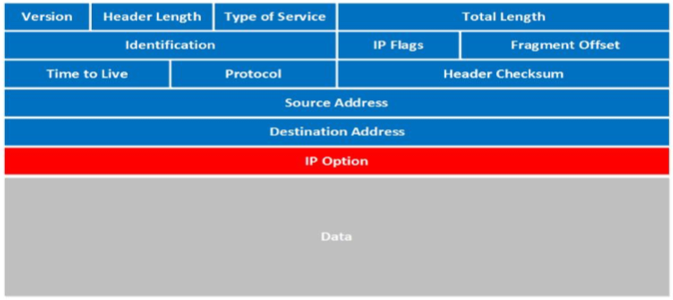 Version Header Length Type of Service Total Length
Identification IP Flags Fragment Offset
Time to Live Protocol Header Checksum
Source Address
Destination Address
IP Option
Data